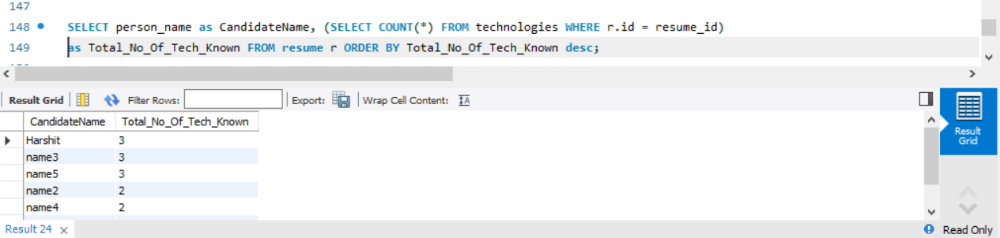 147
148 SELECT person_name as CandidateName, (SELECT COUNT(*) FROM technologies WHERE r.id = resume_id)
149 as Total_No_Of_Tech_Known FROM resume r ORDER BY Total_No_Of_Tech_Known desc;
Result Grid Filter Rows: Export: Wrap Cell Content: IA
CandidateName Total_No_Of_Tech_Known
Harshit 3
name3 3
name5 3
name2 2
name4 2
Result
Grid
Result 24 × Read Only